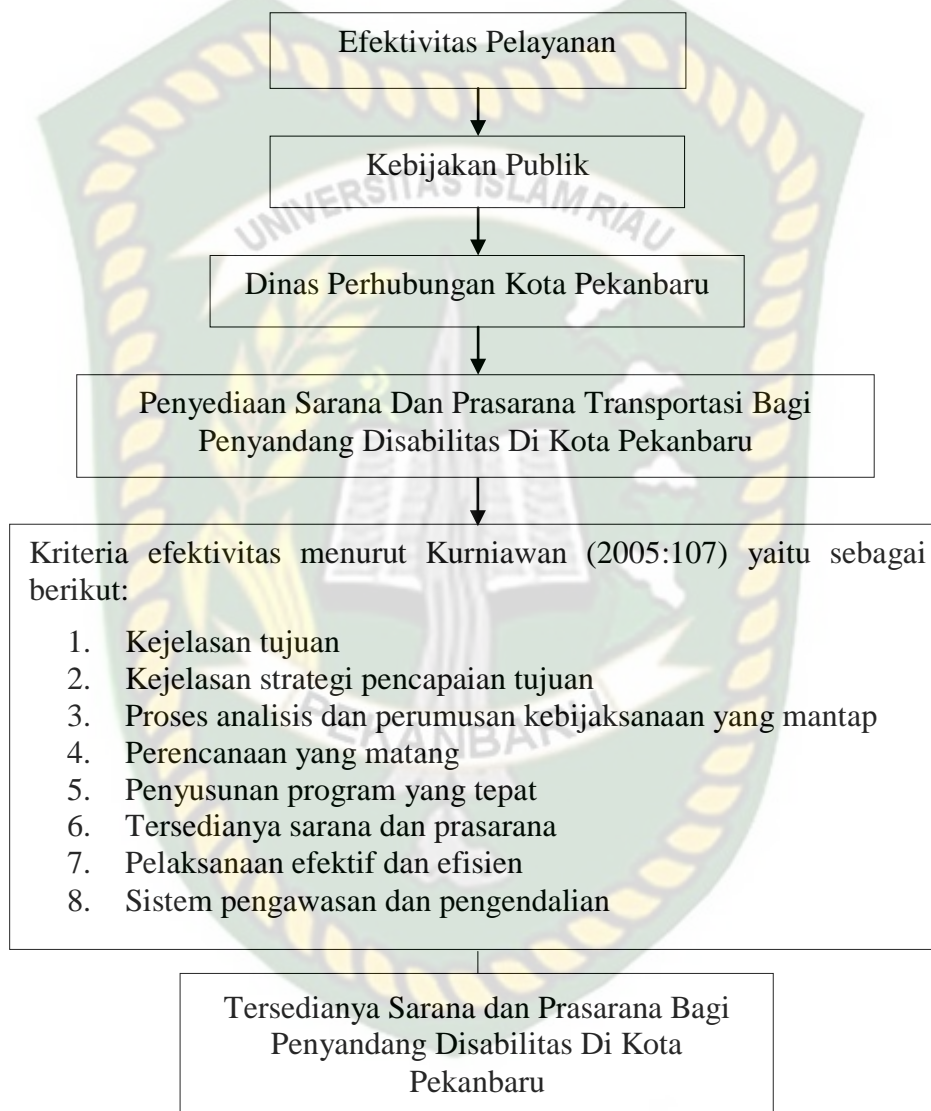 Efektivitas Pelayanan
Kebijakan Publik
UNIVERSITAS ISLAM RIAU
Dinas Perhubungan Kota Pekanbaru
Penyediaan Sarana Dan Prasarana Transportasi Bagi
Penyandang Disabilitas Di Kota Pekanbaru
Kriteria efektivitas menurut Kurniawan (2005:107) yaitu sebagai
berikut:
1. Kejelasan tujuan
2. Kejelasan strategi pencapaian tujuan
3. Proses analisis dan perumusan kebijaksanaan yang mantap
4. Perencanaan yang matang
5. Penyusunan program yang tepat
6. Tersedianya sarana dan prasarana
7. Pelaksanaan efektif dan efisien
8. Sistem pengawasan dan pengendalian
PEKANBARU
Tersedianya Sarana dan Prasarana Bagi
Penyandang Disabilitas Di Kota
Pekanbaru